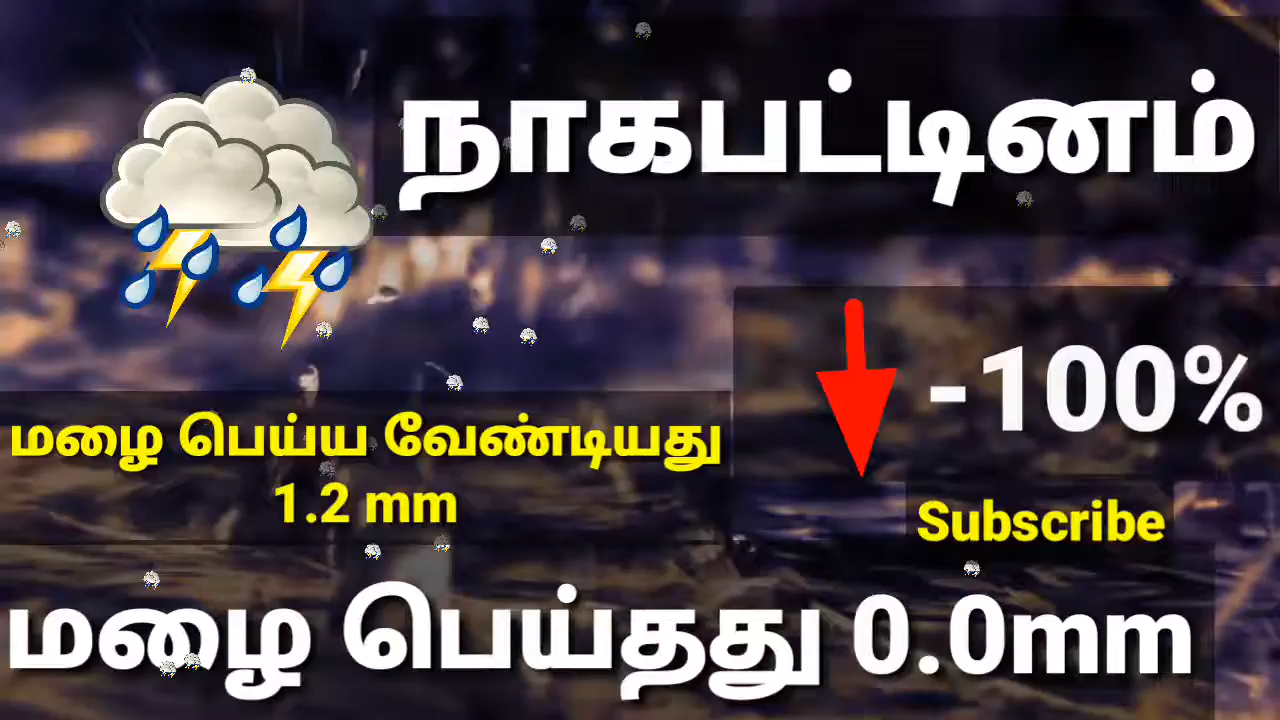 நாகபட்டினம்
-100%
மழை பெய்ய வேண்டியது
1.2 mm
Subscribe
மழை பெய்தது 0.0mm